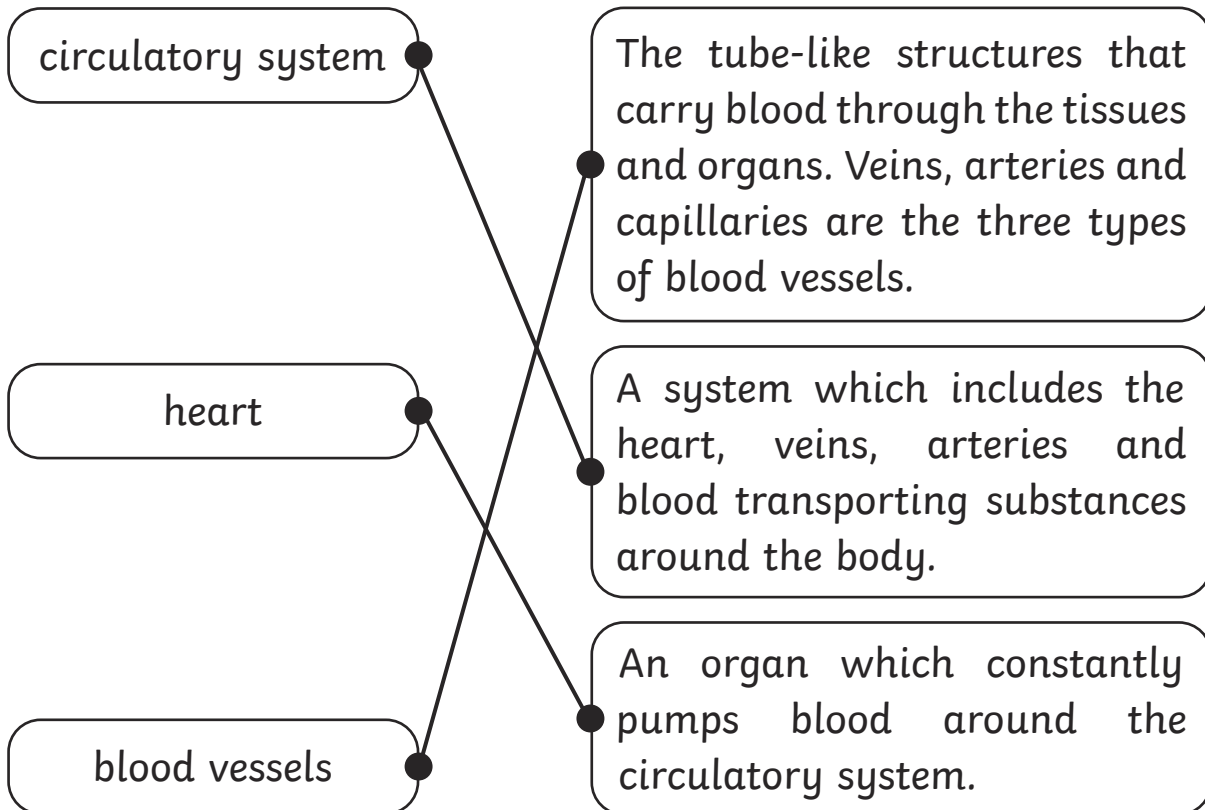 circulatory system
heart
blood vessels
The tube-like structures that
carry blood through the tissues
and organs. Veins, arteries and
capillaries are the three types
of blood vessels.
A system which includes the
heart, veins, arteries and
blood transporting substances
around the body.
An organ which constantly
pumps blood around the
circulatory system.